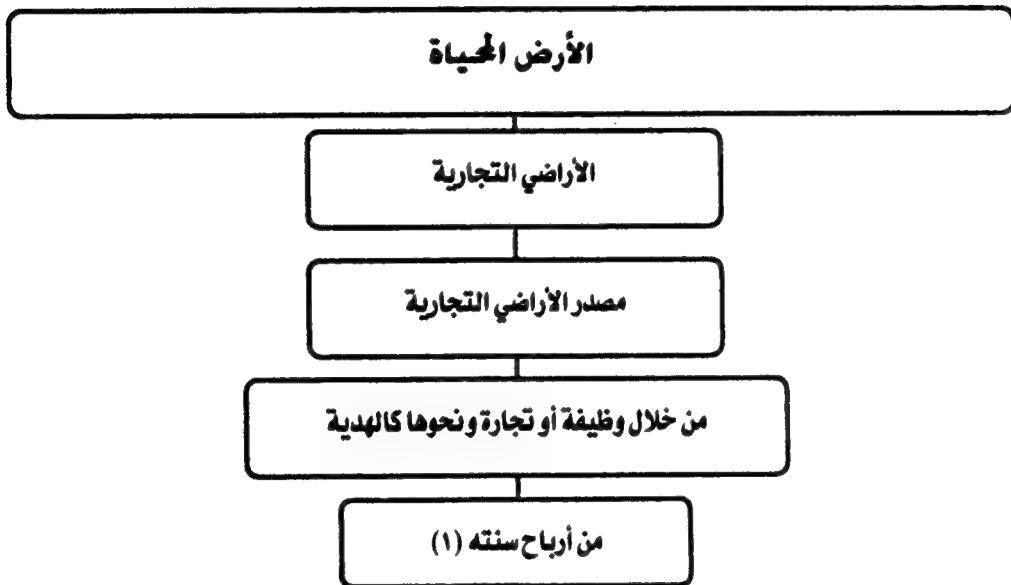 الأرض المحياة
الأراضي التجارية
مصدر الأراضي التجارية
من خلال وظيفة أو تجارة ونحوها كالهدية
من أرباح سنته (١)